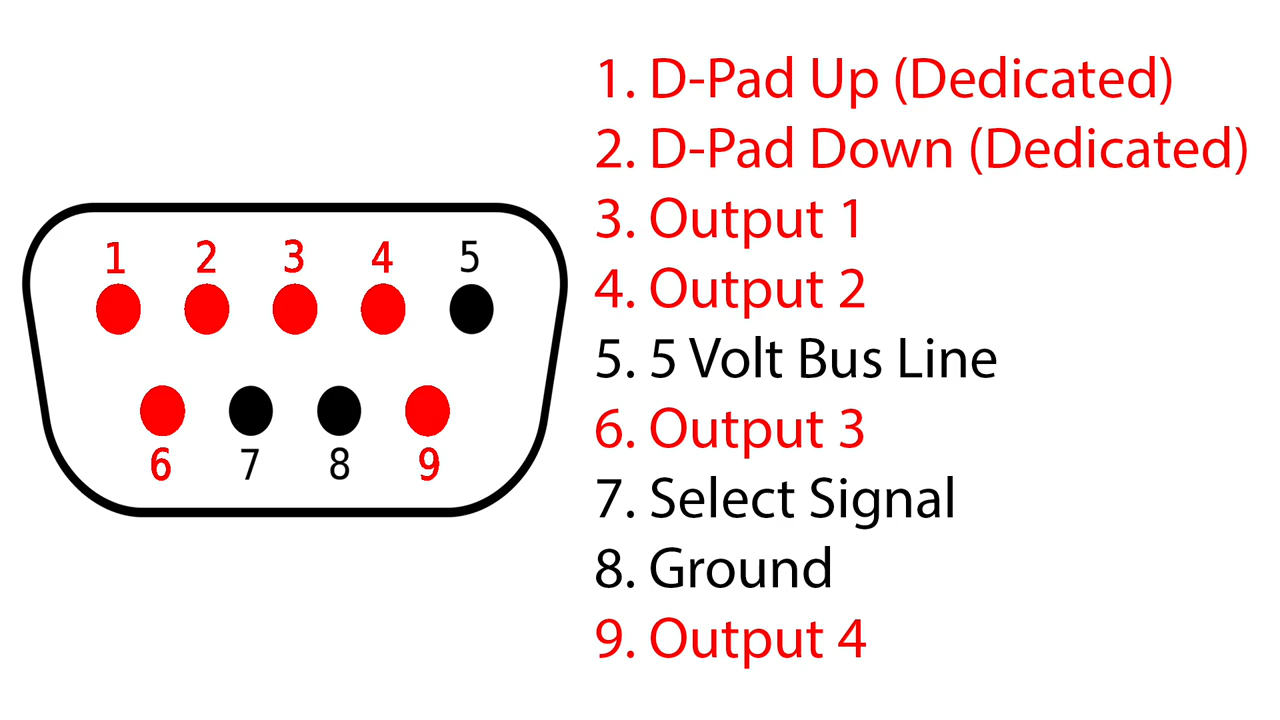 1 2 3 4 5
6 7 8 9
1. D-Pad Up (Dedicated)
2. D-Pad Down (Dedicated)
3. Output 1
4. Output 2
5. 5 Volt Bus Line
6. Output 3
7. Select Signal
8. Ground
9. Output 4